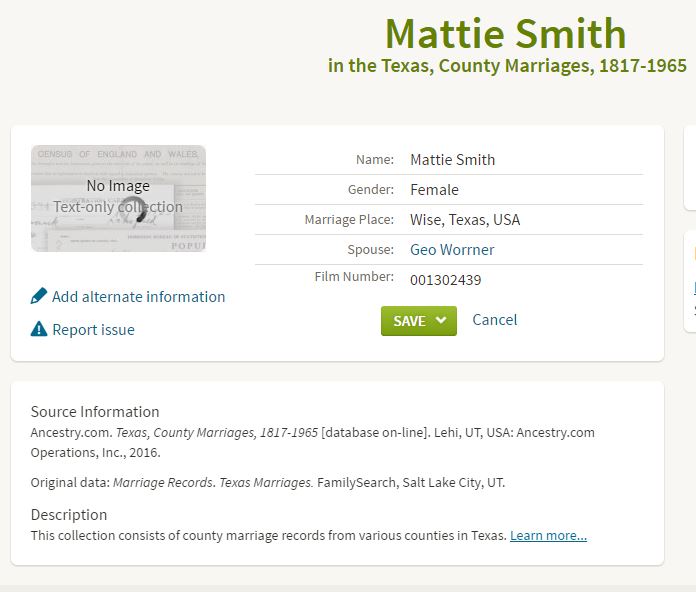 Mattie Smith
in the Texas, County Marriages, 1817-1965
CENSUS OF ENGLAND AND WALES,
No Image
Text-only collection
POPU
Add alternate information
Report issue
Name: Mattie Smith
Gender: Female
Marriage Place: Wise, Texas, USA
Spouse: Geo Worrner
Film Number: 001302439
SAVE
Cancel
Source Information
Ancestry.com. Texas, County Marriages, 1817-1965 [database on-line]. Lehi, UT, USA: Ancestry.com
Operations, Inc., 2016.
Original data: Marriage Records. Texas Marriages. FamilySearch, Salt Lake City, UT.
Description
This collection consists of county marriage records from various counties in Texas. Learn more...